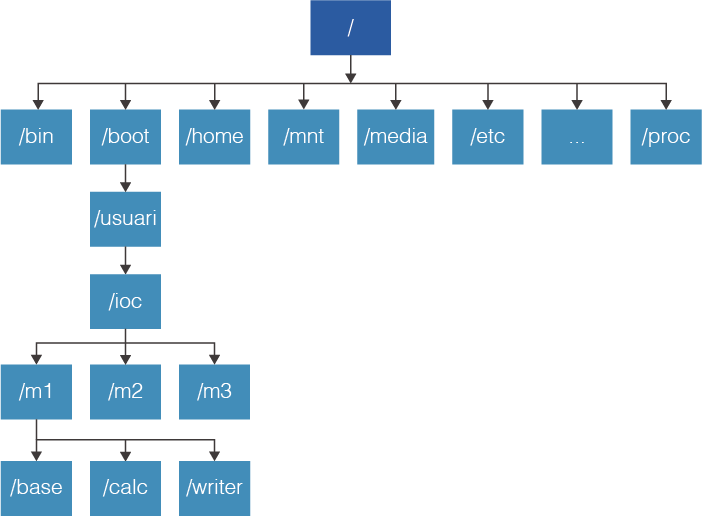 /
/bin
/boot
/home
/mnt
/media
/etc
...
/proc
/usuari
/ioc
/m1
/m2
/m3
/base
/calc
/writer